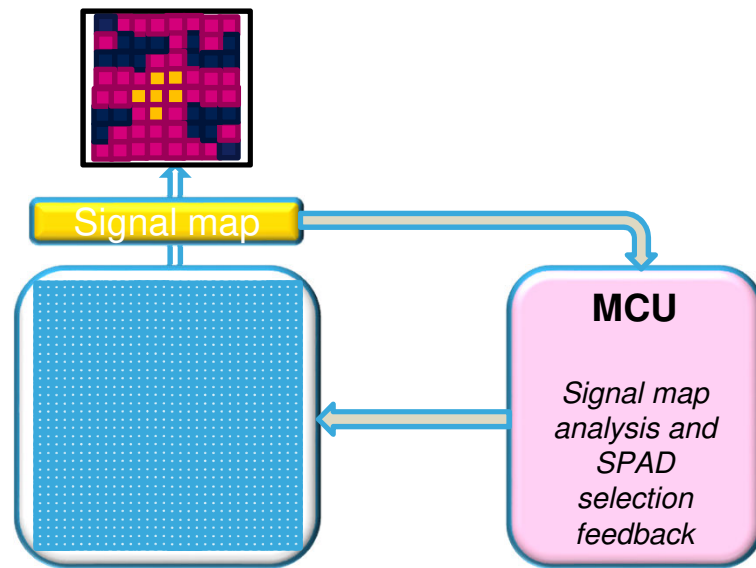 Signal map
MCU
Signal map
analysis and
SPAD
selection
feedback